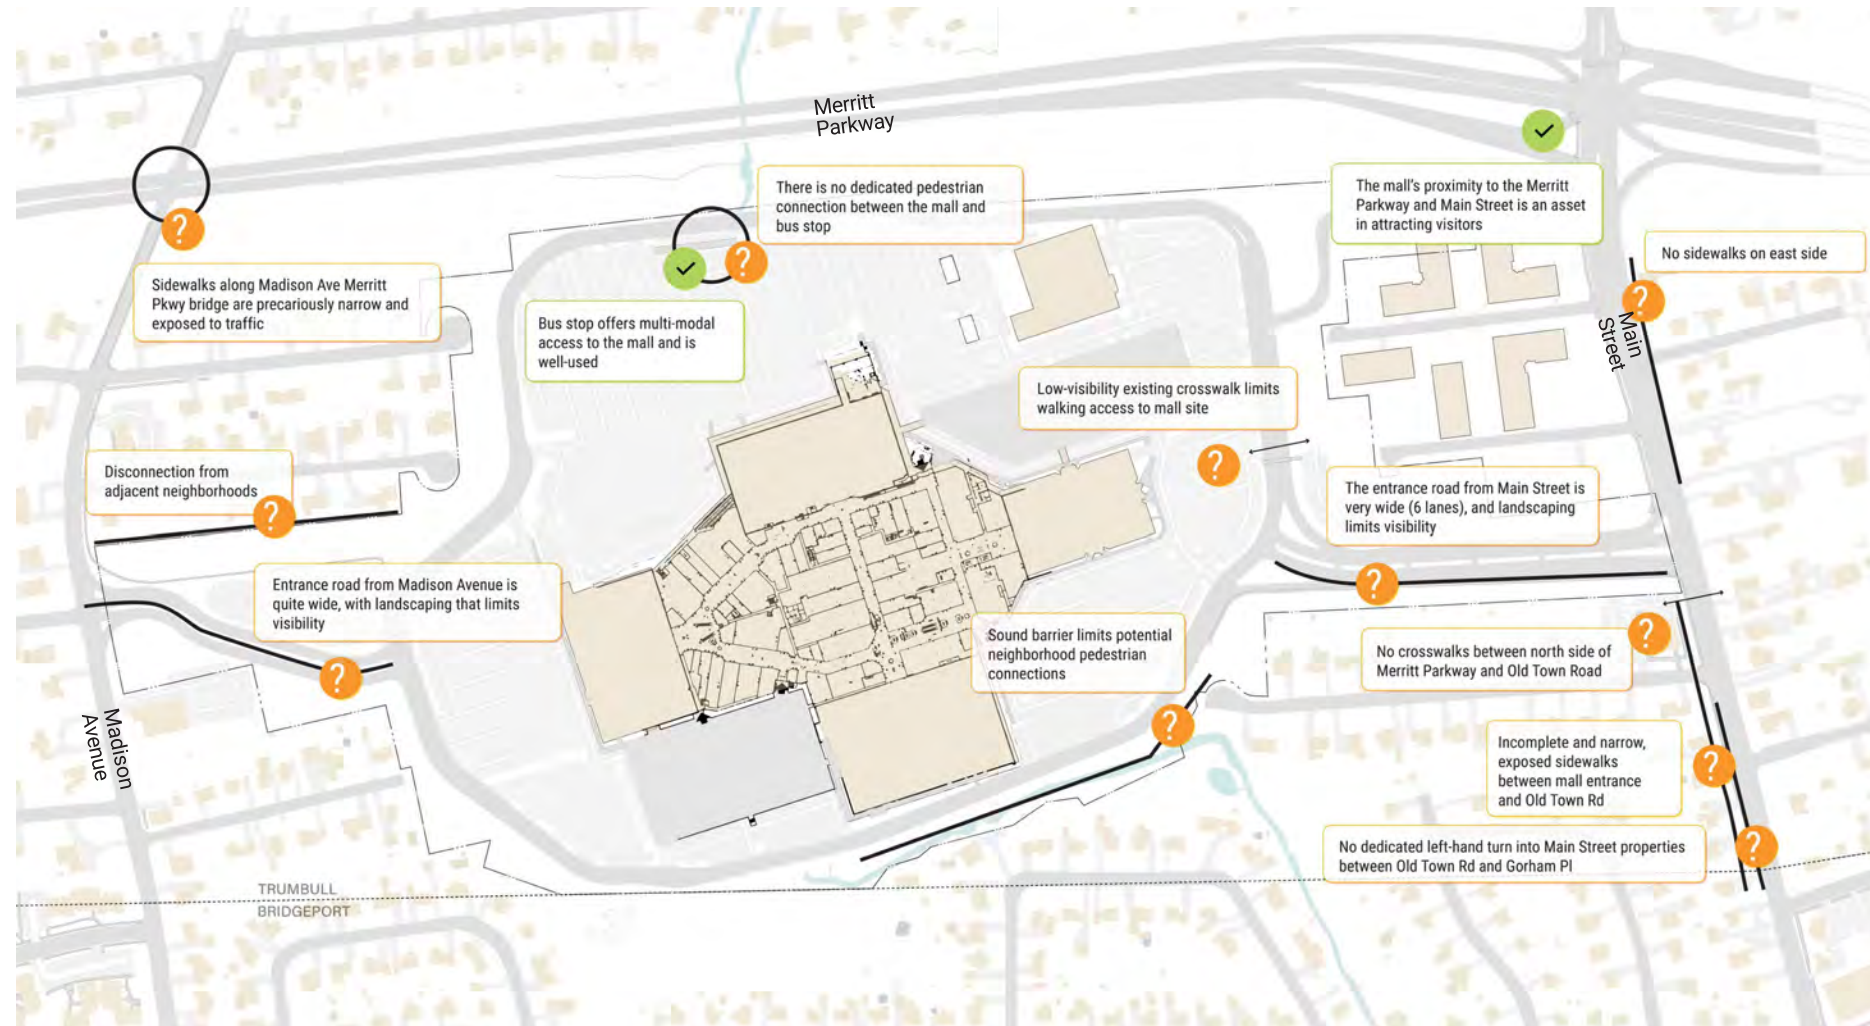 Merritt
Parkway
There is no dedicated pedestrian
connection between the mall and
bus stop
The mall's proximity to the Merritt
Parkway and Main Street is an asset
in attracting visitors
No sidewalks on east side
Sidewalks along Madison Ave Merritt
Pkwy bridge are precariously narrow and
exposed to traffic
Bus stop offers multi-modal
access to the mall and is
well-used
Main
Street
Low-visibility existing crosswalk limits
walking access to mall site
Disconnection from
adjacent neighborhoods
The entrance road from Main Street is
very wide (6 lanes), and landscaping
limits visibility
Entrance road from Madison Avenue is
quite wide, with landscaping that limits
visibility
Sound barrier limits potential
neighborhood pedestrian
connections
No crosswalks between north side of
Merritt Parkway and Old Town Road
Madison
Avenue
Incomplete and narrow,
exposed sidewalks
between mall entrance
and Old Town Rd
No dedicated left-hand turn into Main Street properties
between Old Town Rd and Gorham Pl
TRUMBULL
BRIDGEPORT
?
?
?
?
?
?
?
?
?
?
?